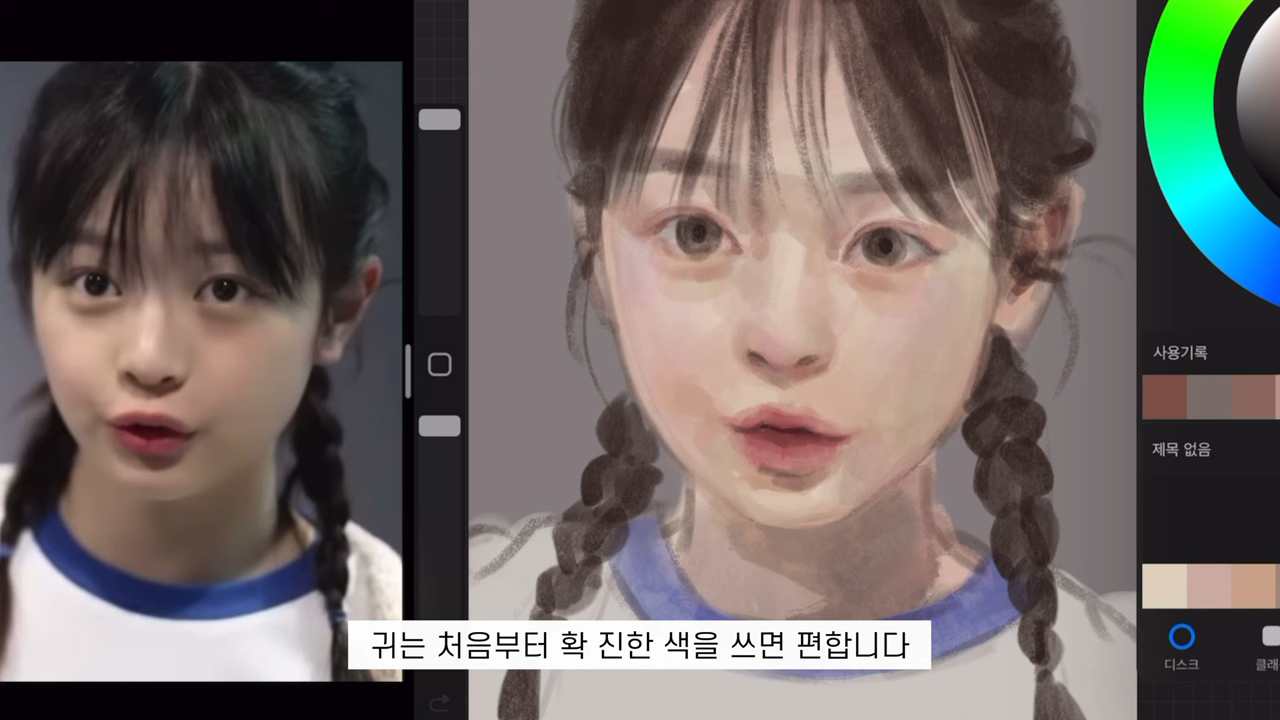 사용기록
제목 없음
귀는 처음부터 확 진한 색을 쓰면 편합니다
디스크